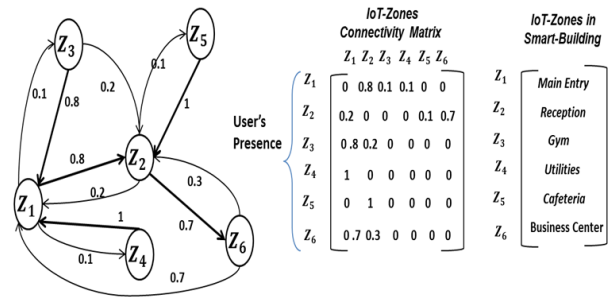 Z3
Z5
Z2
Z1
Z4
Z6
0.1
0.8
0.2
0.1
1
0.8
0.2
0.3
0.7
1
0.1
0.7
IoT-Zones
Connectivity Matrix
Z1 Z2 Z3 Z4 Z5 Z6
User's
Presence
Z1 0 0.8 0.1 0.1 0 0
Z2 0.2 0 0 0 0.1 0.7
Z3 0.8 0.2 0 0 0 0
Z4 1 0 0 0 0 0
Z5 0 1 0 0 0 0
Z6 0.7 0.3 0 0 0 0
IoT-Zones in
Smart-Building
Z1 Main Entry
Z2 Reception
Z3 Gym
Z4 Utilities
Z5 Cafeteria
Z6 Business Center